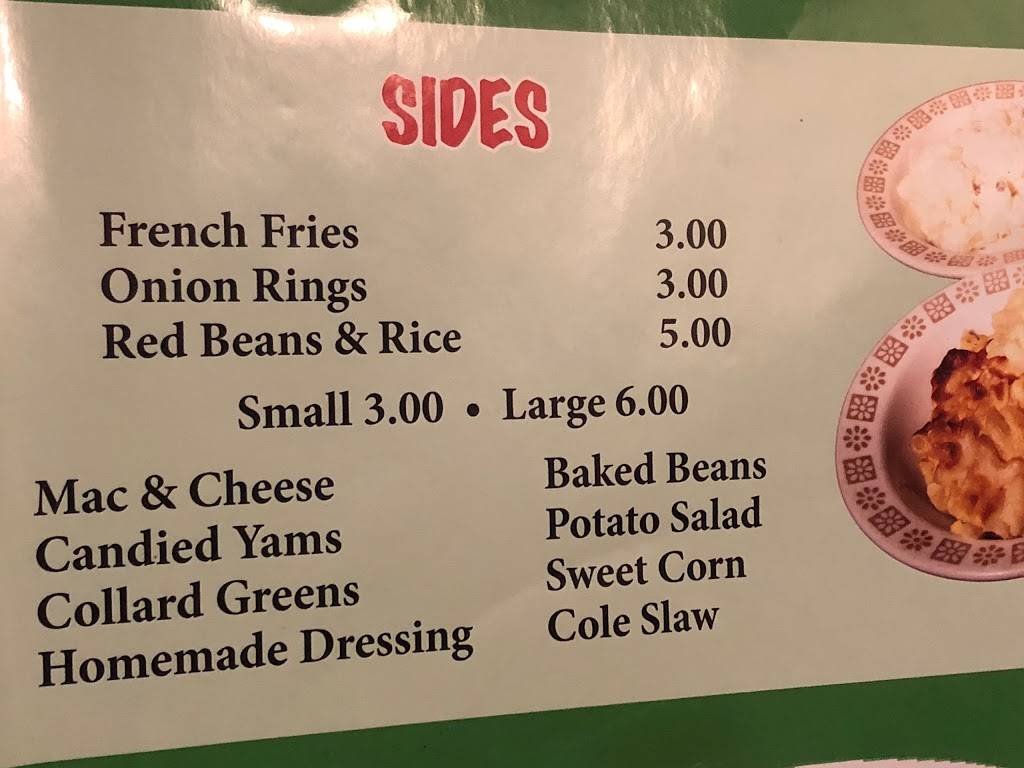 SIDES
French Fries 3.00
Onion Rings 3.00
Red Beans & Rice 5.00
Small 3.00 • Large 6.00
Mac & Cheese
Candied Yams
Collard Greens
Homemade Dressing
Baked Beans
Potato Salad
Sweet Corn
Cole Slaw